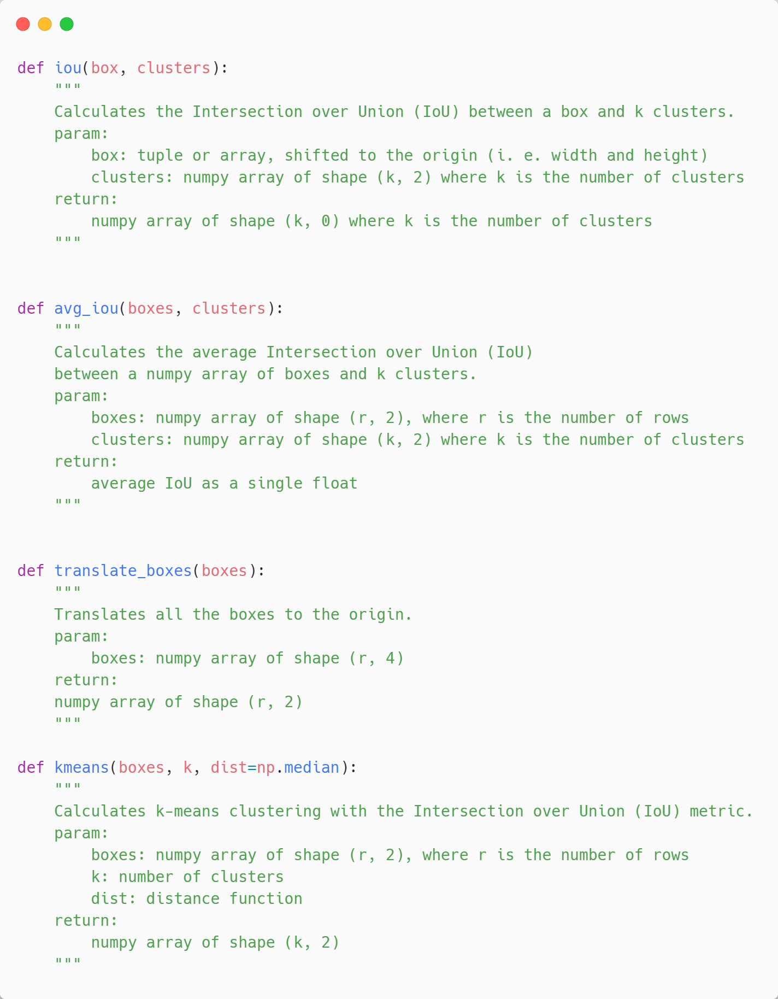 def iou(box, clusters):
    """
    Calculates the Intersection over Union (IoU) between a box and k clusters.
    param:
        box: tuple or array, shifted to the origin (i. e. width and height)
        clusters: numpy array of shape (k, 2) where k is the number of clusters
    return:
        numpy array of shape (k, 0) where k is the number of clusters
    """
def avg_iou(boxes, clusters):
    """
    Calculates the average Intersection over Union (IoU)
    between a numpy array of boxes and k clusters.
    param:
        boxes: numpy array of shape (r, 2), where r is the number of rows
        clusters: numpy array of shape (k, 2) where k is the number of clusters
    return:
        average IoU as a single float
    """
def translate_boxes(boxes):
    """
    Translates all the boxes to the origin.
    param:
        boxes: numpy array of shape (r, 4)
    return:
    numpy array of shape (r, 2)
    """
def kmeans(boxes, k, dist=np.median):
    """
    Calculates k-means clustering with the Intersection over Union (IoU) metric.
    param:
        boxes: numpy array of shape (r, 2), where r is the number of rows
        k: number of clusters
        dist: distance function
    return:
        numpy array of shape (k, 2)
    """